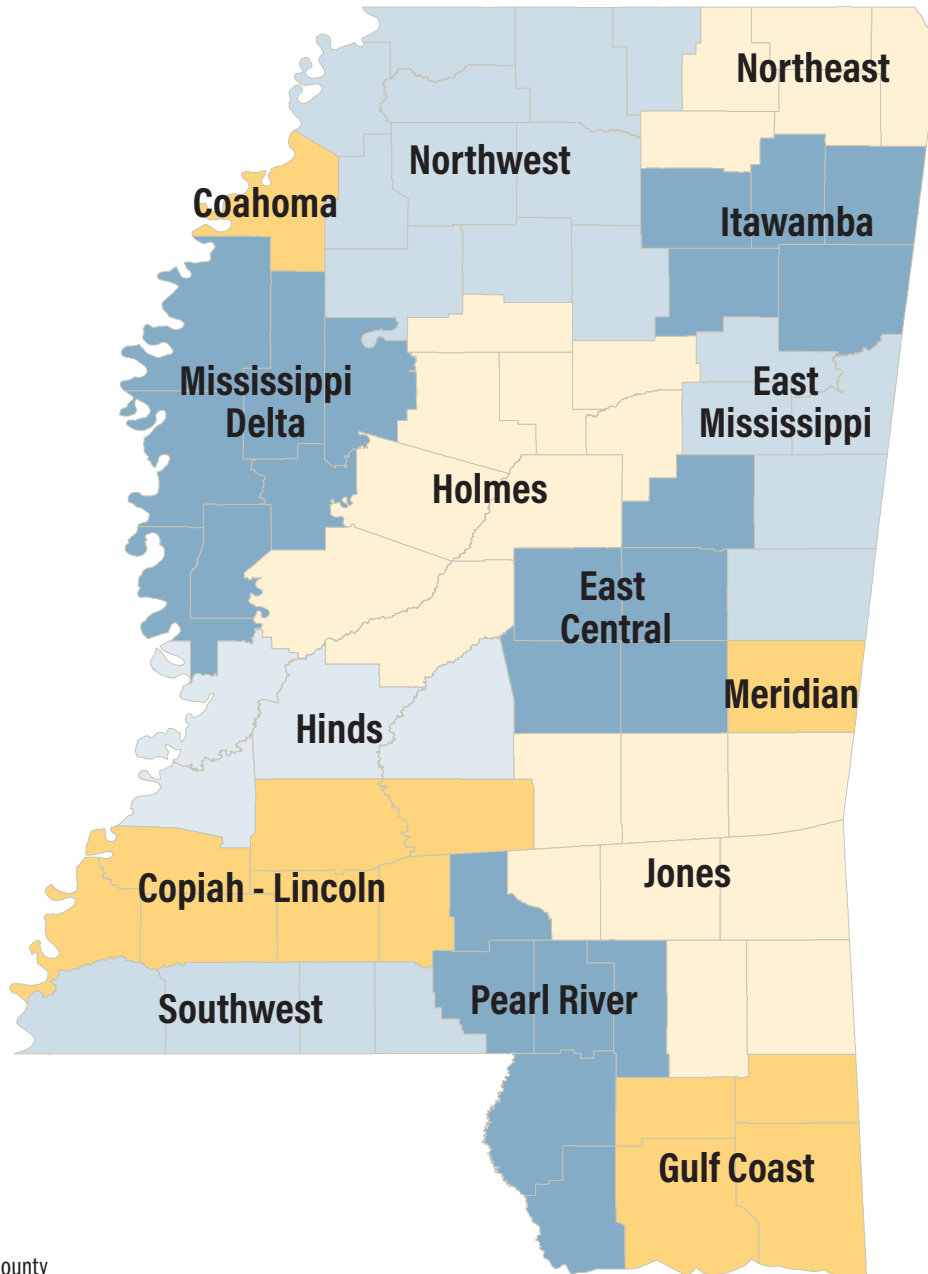 Northeast
Northwest
Coahoma
Itawamba
Mississippi
Delta
East
Mississippi
Holmes
East
Central
Meridian
Hinds
Jones
Copiah - Lincoln
Pearl River
Southwest
Gulf Coast
ounty